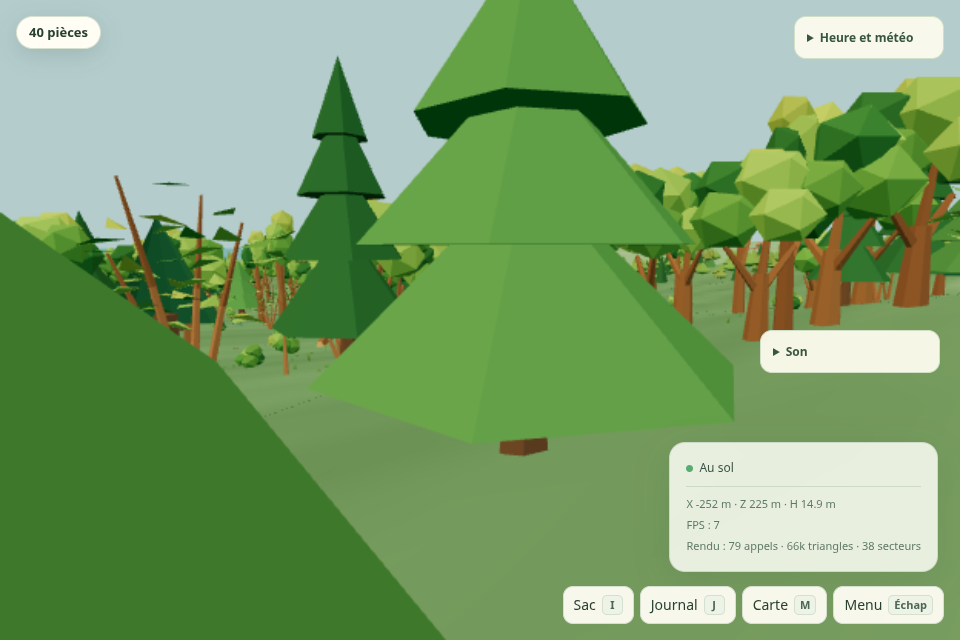 40 pièces
▸ Heure et météo
▸ Son
Au sol
X -252 m · Z 225 m · H 14.9 m
FPS : 7
Rendu : 79 appels · 66k triangles · 38 secteurs
Sac I Journal J Carte M Menu Échap